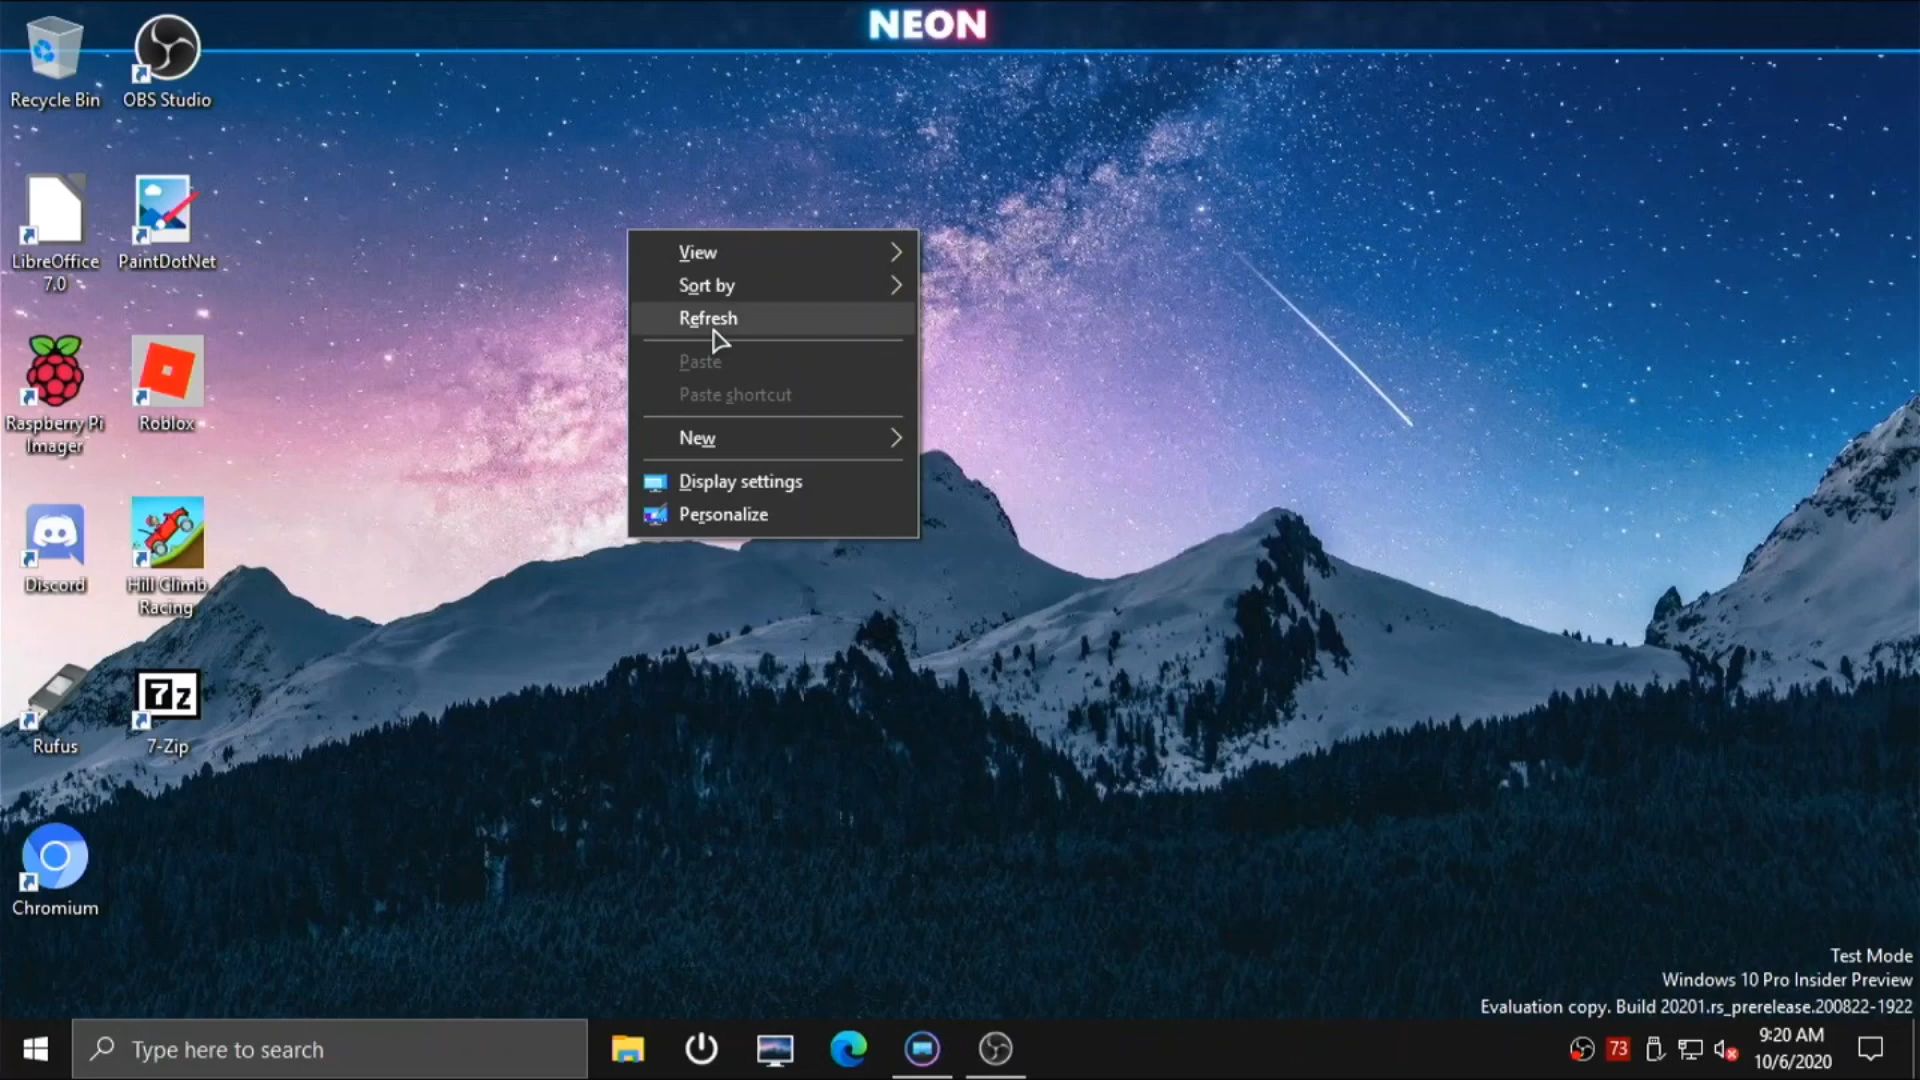 NEON
Recycle Bin
OBS Studio
LibreOffice
7.0
PaintDotNet
Raspberry Pi
Imager
Roblox
Discord
Hill Climb
Racing
Rufus
7z
7-Zip
Chromium
View
Sort by
Refresh
Paste
Paste shortcut
New
Display settings
Personalize
Test Mode
Windows 10 Pro Insider Preview
Evaluation copy. Build 20201.rs_prerelease.200822-1922
Type here to search
73
9:20 AM
10/6/2020